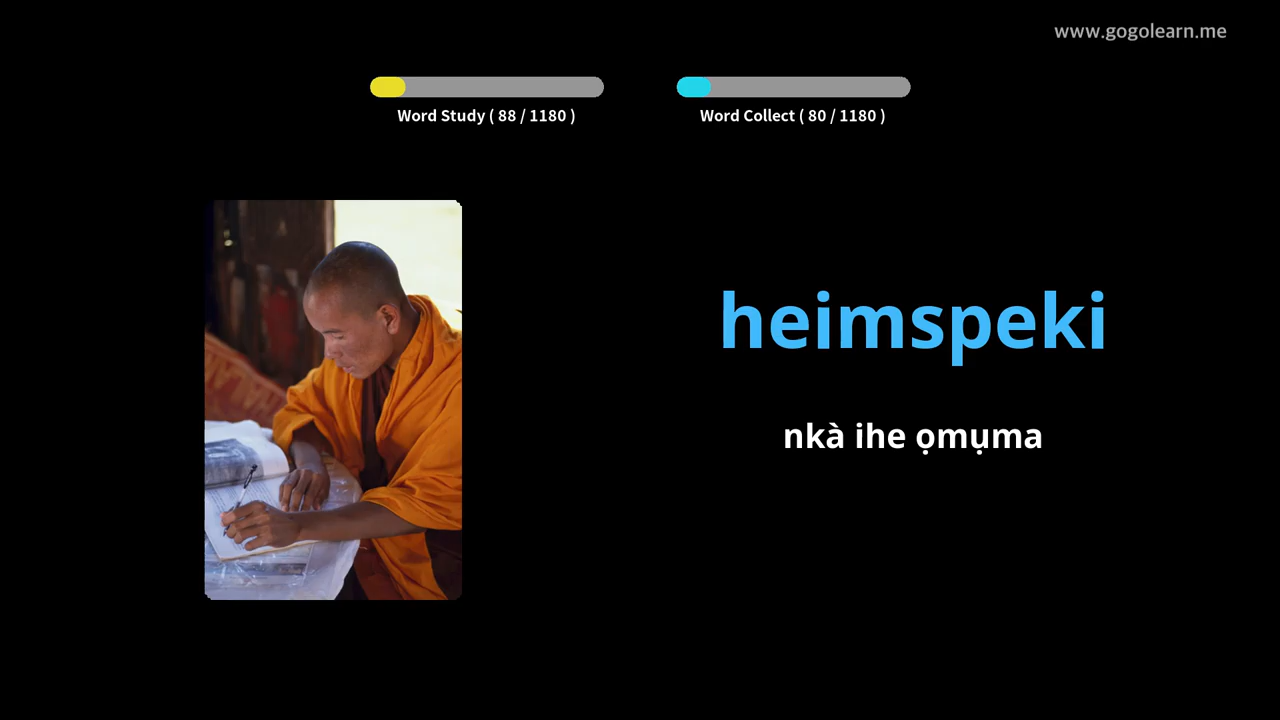 www.gogolearn.me
Word Study ( 88 / 1180 )
Word Collect ( 80 / 1180 )
heimspeki
nkà ihe ọmụma